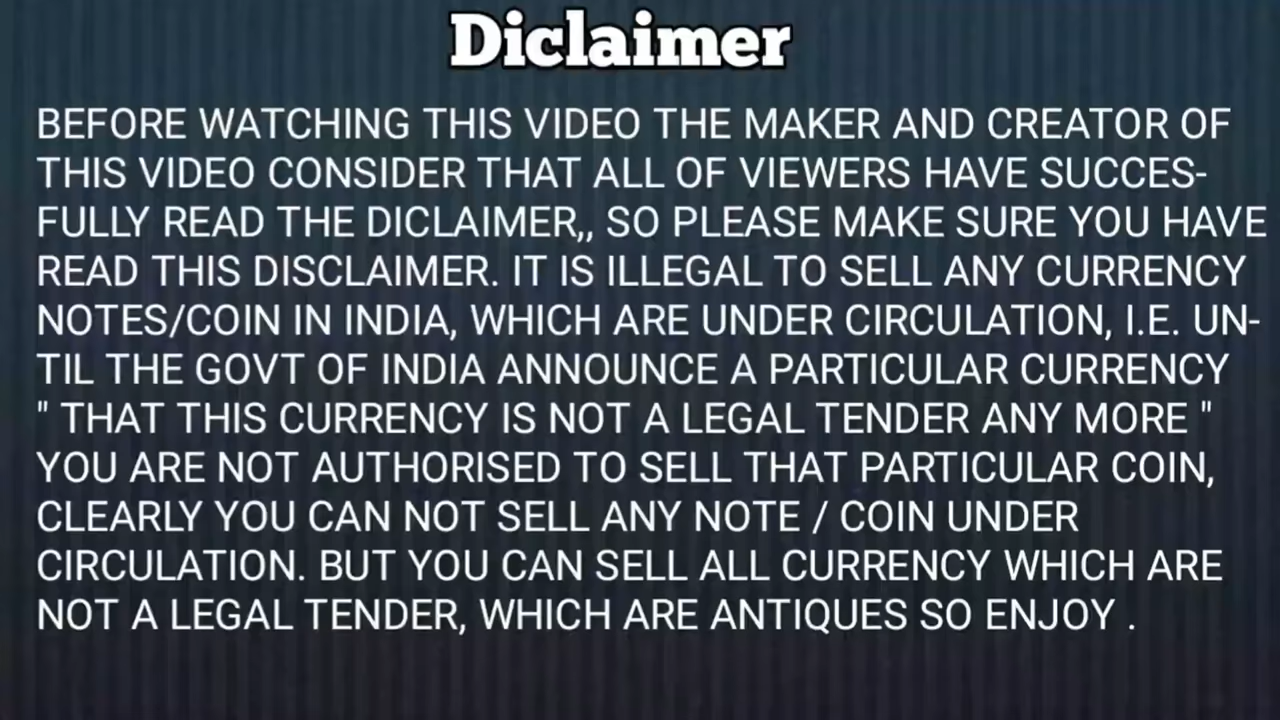 Diclaimer
BEFORE WATCHING THIS VIDEO THE MAKER AND CREATOR OF
THIS VIDEO CONSIDER THAT ALL OF VIEWERS HAVE SUCCES-
FULLY READ THE DICLAIMER,, SO PLEASE MAKE SURE YOU HAVE
READ THIS DISCLAIMER. IT IS ILLEGAL TO SELL ANY CURRENCY
NOTES/COIN IN INDIA, WHICH ARE UNDER CIRCULATION, I.E. UN-
TIL THE GOVT OF INDIA ANNOUNCE A PARTICULAR CURRENCY
" THAT THIS CURRENCY IS NOT A LEGAL TENDER ANY MORE "
YOU ARE NOT AUTHORISED TO SELL THAT PARTICULAR COIN,
CLEARLY YOU CAN NOT SELL ANY NOTE / COIN UNDER
CIRCULATION. BUT YOU CAN SELL ALL CURRENCY WHICH ARE
NOT A LEGAL TENDER, WHICH ARE ANTIQUES SO ENJOY .